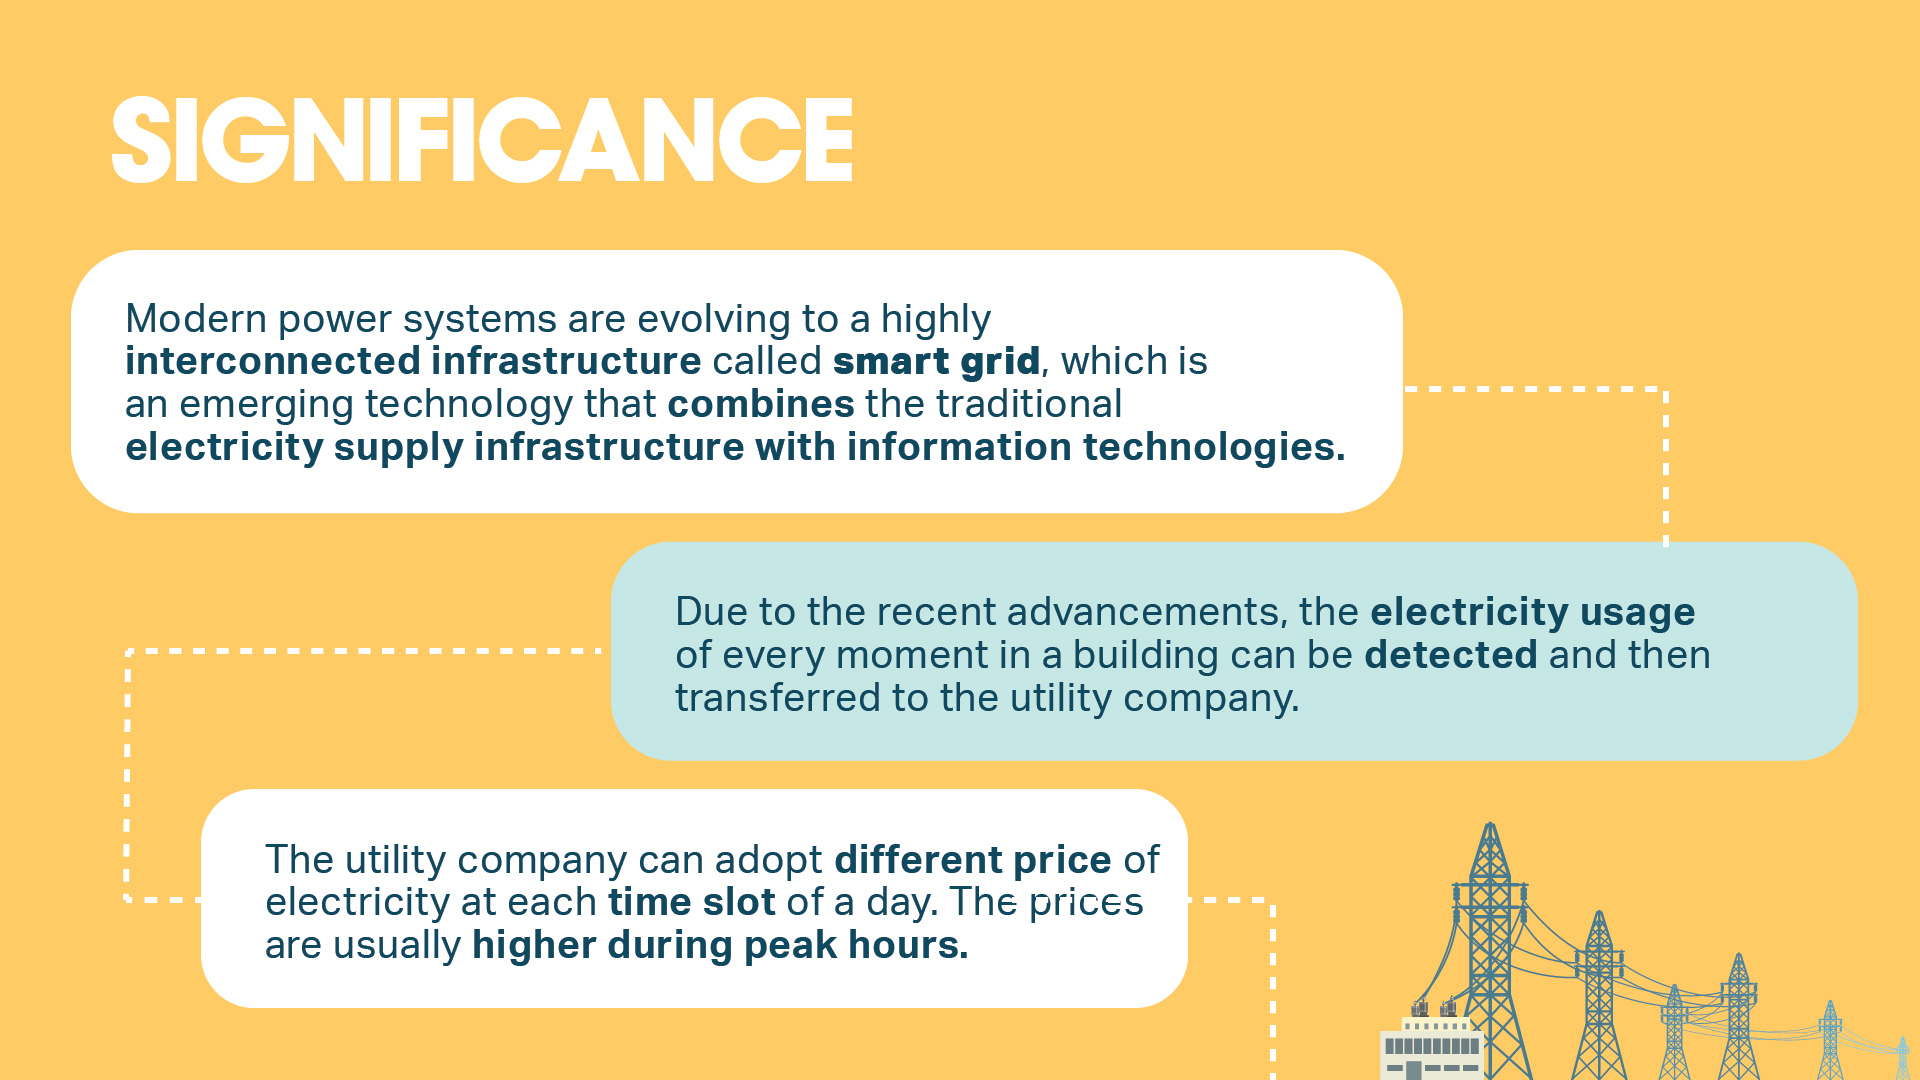 SIGNIFICANCE
Modern power systems are evolving to a highly
interconnected infrastructure called smart grid, which is
an emerging technology that combines the traditional
electricity supply infrastructure with information technologies.
Due to the recent advancements, the electricity usage
of every moment in a building can be detected and then
transferred to the utility company.
The utility company can adopt different price of
electricity at each time slot of a day. The prices
are usually higher during peak hours.